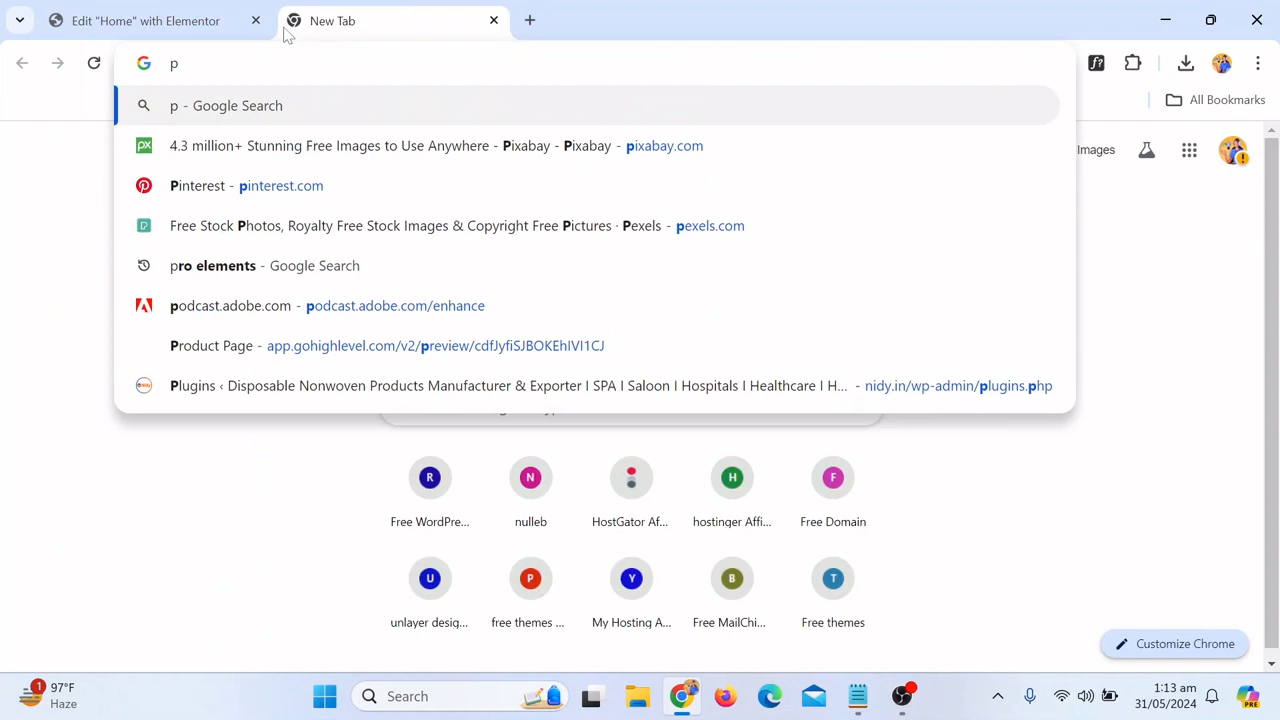 Edit "Home" with Elementor
New Tab
p
All Bookmarks
p - Google Search
4.3 million+ Stunning Free Images to Use Anywhere - Pixabay - Pixabay - pixabay.com
Images
Pinterest - pinterest.com
Free Stock Photos, Royalty Free Stock Images & Copyright Free Pictures · Pexels - pexels.com
pro elements - Google Search
podcast.adobe.com - podcast.adobe.com/enhance
Product Page - app.gohighlevel.com/v2/preview/cdfJyfiSJBOKEhIVI1CJ
Plugins ‹ Disposable Nonwoven Products Manufacturer & Exporter I SPA I Saloon I Hospitals I Healthcare I H... - nidy.in/wp-admin/plugins.php
R N H F
Free WordPre... nulleb HostGator Af... hostinger Affi... Free Domain
U P Y B T
unlayer desig... free themes ... My Hosting A... Free MailChi... Free themes
Customize Chrome
1 97°F
Haze
Search
1:13 am
31/05/2024
PRE